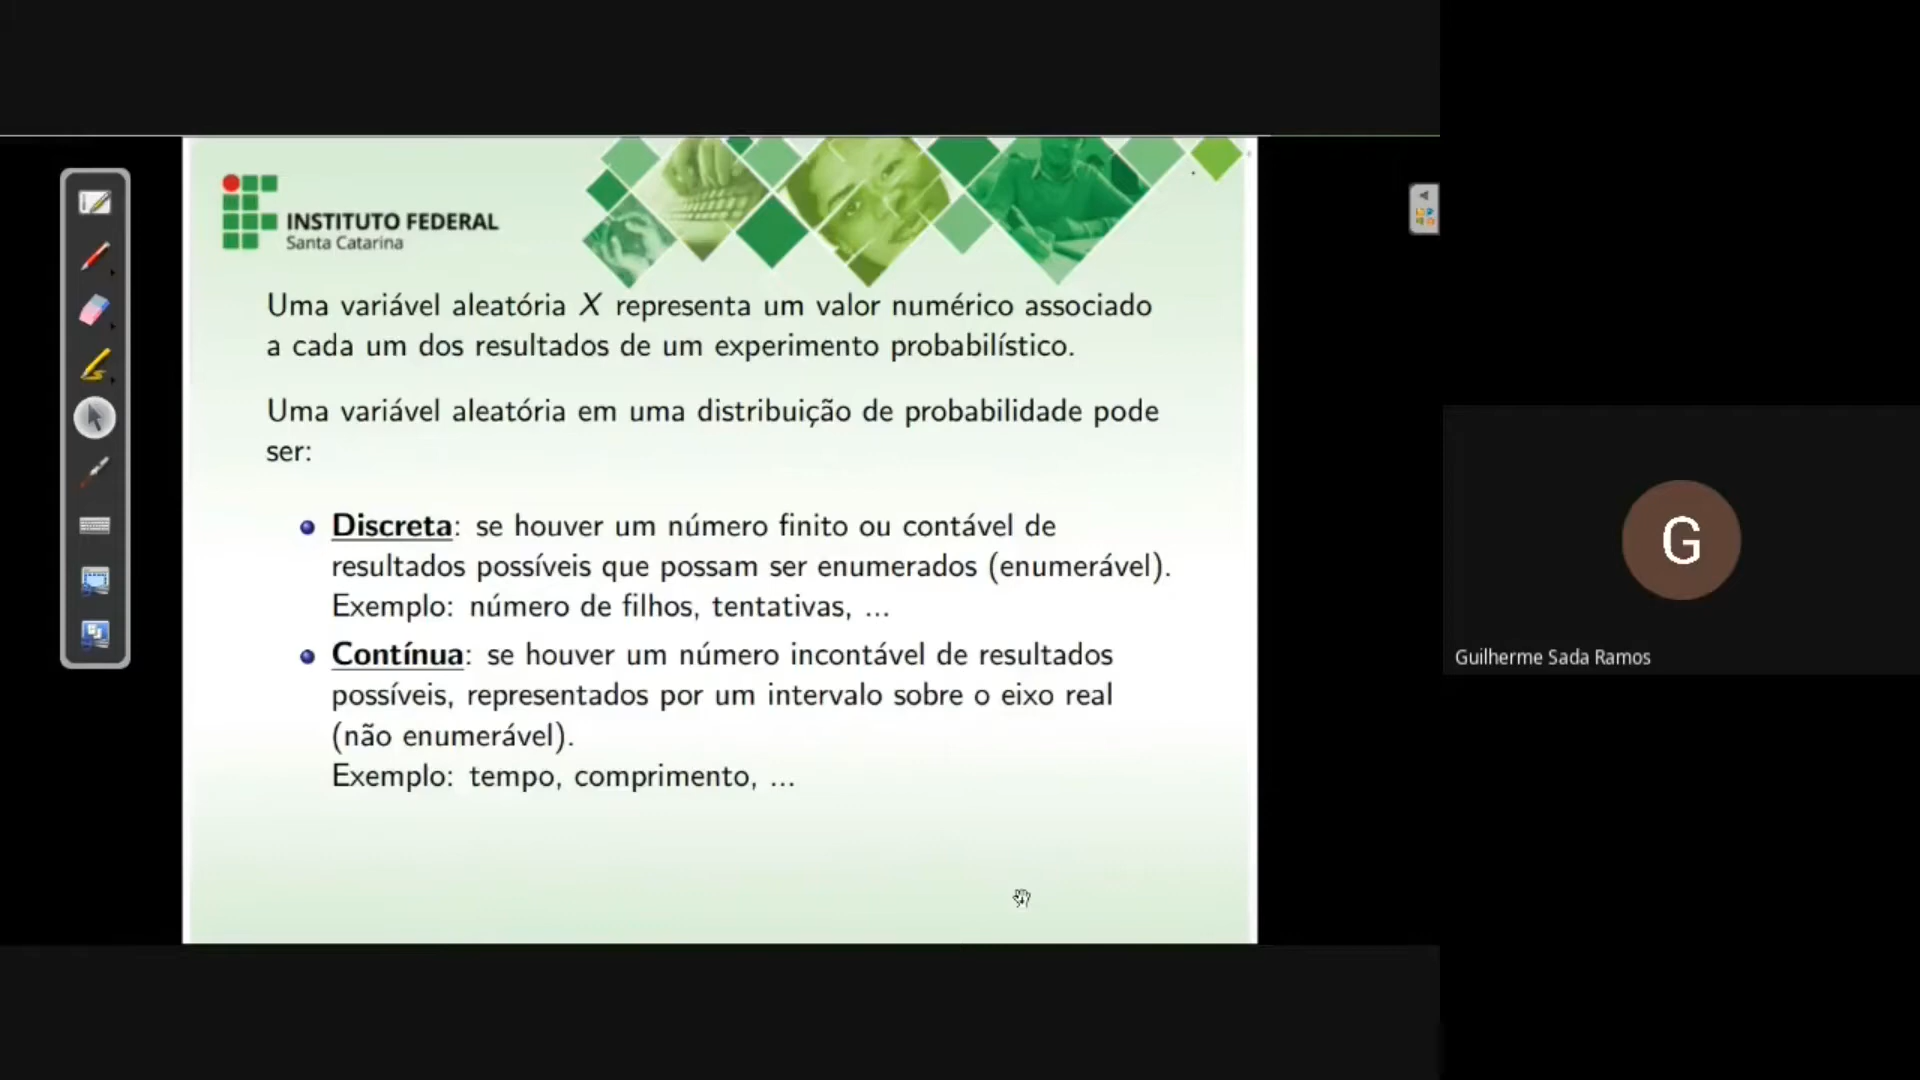 INSTITUTO FEDERAL
Santa Catarina
Uma variável aleatória X representa um valor numérico associado
a cada um dos resultados de um experimento probabilístico.
Uma variável aleatória em uma distribuição de probabilidade pode
ser:
Discreta: se houver um número finito ou contável de
resultados possíveis que possam ser enumerados (enumerável).
Exemplo: número de filhos, tentativas, ...
Contínua: se houver um número incontável de resultados
possíveis, representados por um intervalo sobre o eixo real
(não enumerável).
Exemplo: tempo, comprimento, ...
G
Guilherme Sada Ramos